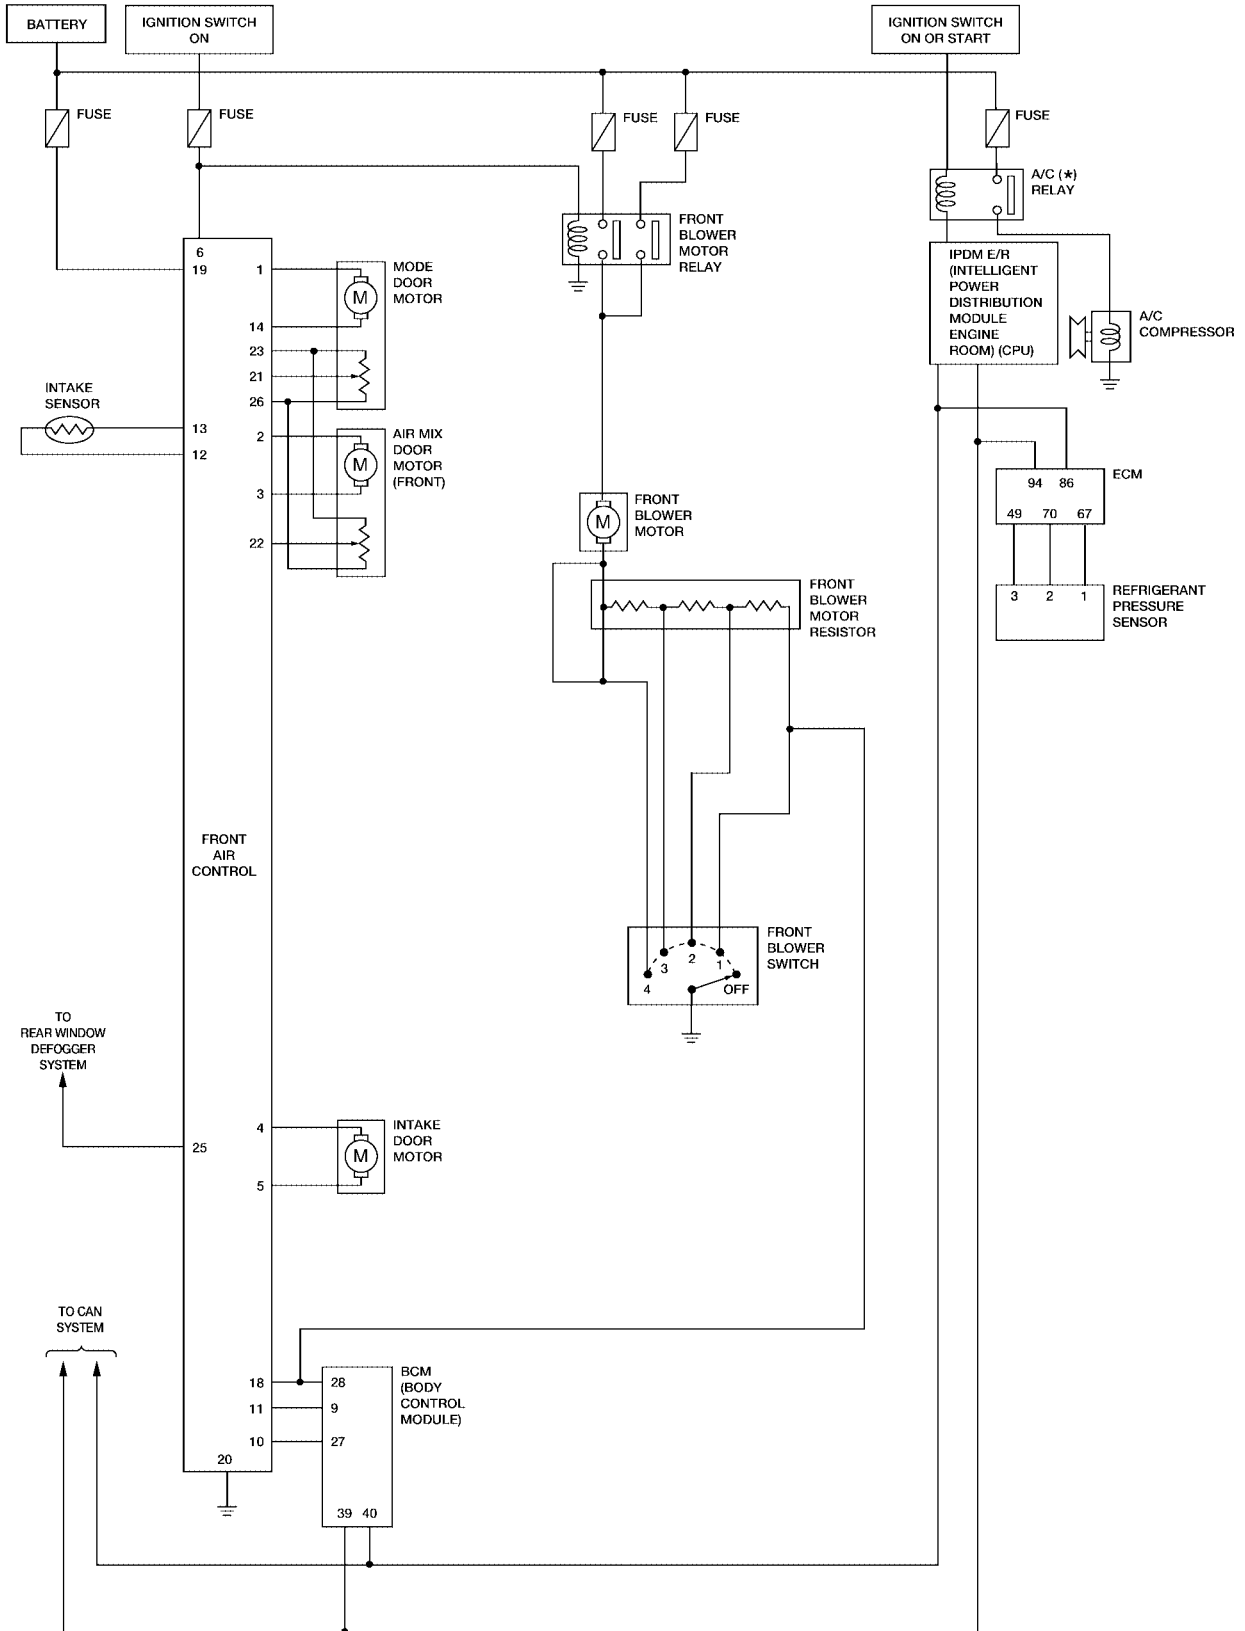 BATTERY
IGNITION SWITCH
ON
IGNITION SWITCH
ON OR START
FUSE
FUSE
FUSE
FUSE
FUSE
A/C (★)
RELAY
FRONT
BLOWER
MOTOR
RELAY
IPDM E/R
(INTELLIGENT
POWER
DISTRIBUTION
MODULE
ENGINE
ROOM) (CPU)
A/C
COMPRESSOR
6
19
1
MODE
DOOR
MOTOR
M
14
23
21
26
INTAKE
SENSOR
13
12
2
AIR MIX
DOOR
MOTOR
(FRONT)
M
3
22
ECM
94 86
49 70 67
3 2 1
REFRIGERANT
PRESSURE
SENSOR
FRONT
BLOWER
MOTOR
M
FRONT
BLOWER
MOTOR
RESISTOR
FRONT
AIR
CONTROL
FRONT
BLOWER
SWITCH
4
3
2
1
OFF
TO
REAR WINDOW
DEFOGGER
SYSTEM
25
4
INTAKE
DOOR
MOTOR
M
5
TO CAN
SYSTEM
18
11
10
20
28
9
27
BCM
(BODY
CONTROL
MODULE)
39 40